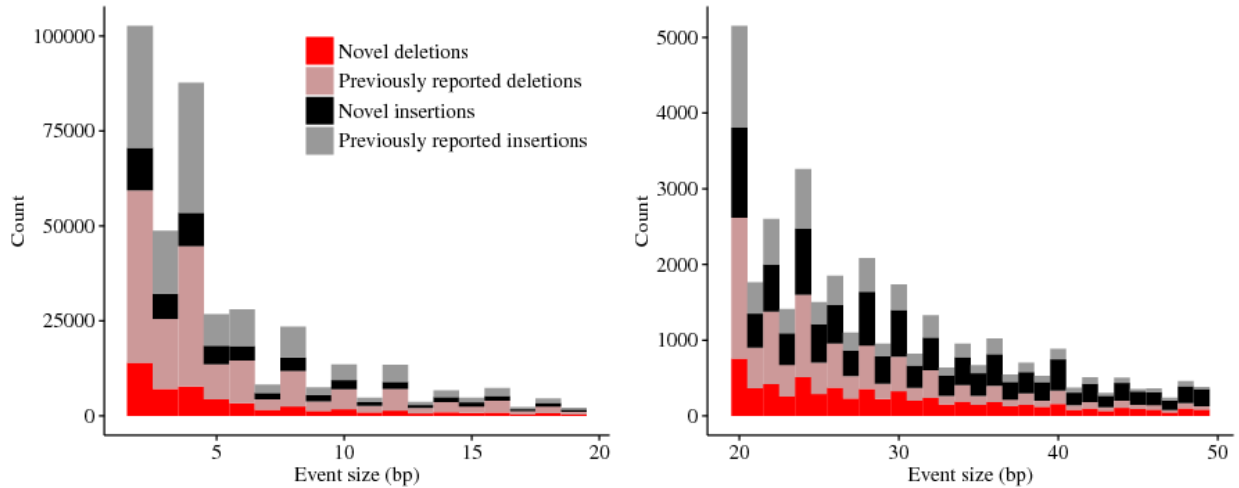 100000
75000
50000
25000
0
Count
Novel deletions
Previously reported deletions
Novel insertions
Previously reported insertions
5
10
15
20
Event size (bp)
5000
4000
3000
2000
1000
0
Count
20
30
40
50
Event size (bp)